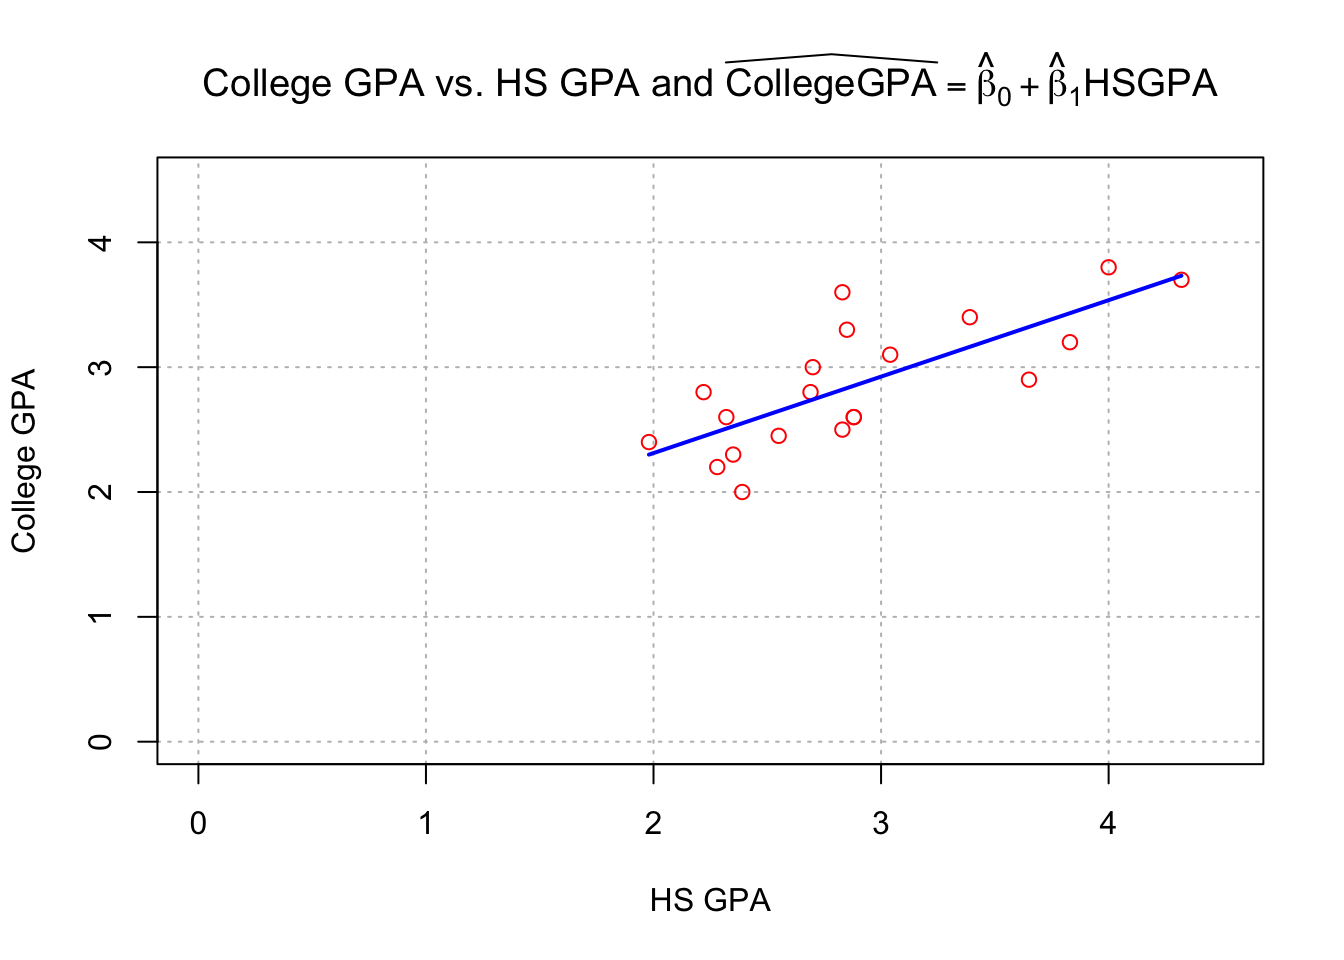 College GPA vs. HS GPA and \widehat{CollegeGPA} = β̂₀ + β̂₁HSGPA
College GPA
4
3
2
1
0
0 1 2 3 4
HS GPA